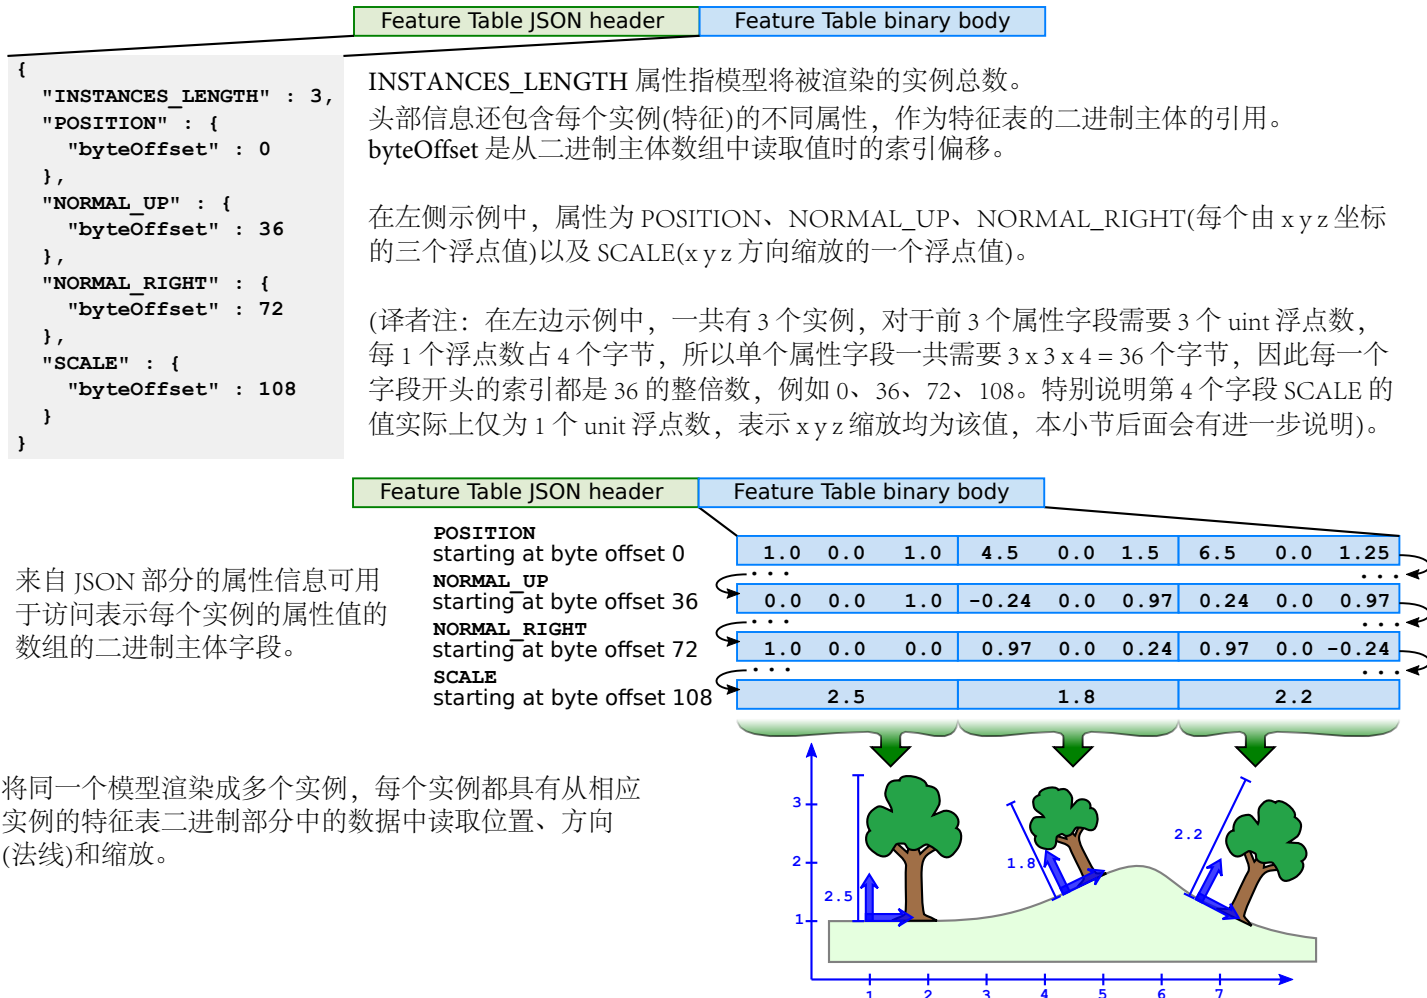 Feature Table JSON header Feature Table binary body
{
"INSTANCES_LENGTH" : 3,
"POSITION" : {
"byteOffset" : 0
},
"NORMAL_UP" : {
"byteOffset" : 36
},
"NORMAL_RIGHT" : {
"byteOffset" : 72
},
"SCALE" : {
"byteOffset" : 108
}
}
INSTANCES_LENGTH 属性指模型将被渲染的实例总数。
头部信息还包含每个实例(特征)的不同属性，作为特征表的二进制主体的引用。
byteOffset 是从二进制主体数组中读取值时的索引偏移。
在左侧示例中，属性为 POSITION、NORMAL_UP、NORMAL_RIGHT(每个由 x y z 坐标
的三个浮点值)以及 SCALE(x y z 方向缩放的一个浮点值)。
(译者注：在左边示例中，一共有 3 个实例，对于前 3 个属性字段需要 3 个 uint 浮点数，
每 1 个浮点数占 4 个字节，所以单个属性字段一共需要 3 x 3 x 4 = 36 个字节，因此每一个
字段开头的索引都是 36 的整倍数，例如 0、36、72、108。特别说明第 4 个字段 SCALE 的
值实际上仅为 1 个 unit 浮点数，表示 x y z 缩放均为该值，本小节后面会有进一步说明)。
Feature Table JSON header Feature Table binary body
来自 JSON 部分的属性信息可用
于访问表示每个实例的属性值的
数组的二进制主体字段。
POSITION
starting at byte offset 0 1.0 0.0 1.0 4.5 0.0 1.5 6.5 0.0 1.25
... ...
NORMAL_UP
starting at byte offset 36 0.0 0.0 1.0 -0.24 0.0 0.97 0.24 0.0 0.97
... ...
NORMAL_RIGHT
starting at byte offset 72 1.0 0.0 0.0 0.97 0.0 0.24 0.97 0.0 -0.24
... ...
SCALE
starting at byte offset 108 2.5 1.8 2.2
将同一个模型渲染成多个实例，每个实例都具有从相应
实例的特征表二进制部分中的数据中读取位置、方向
(法线)和缩放。
3
2
1
2.5
1.8
2.2
1 2 3 4 5 6 7